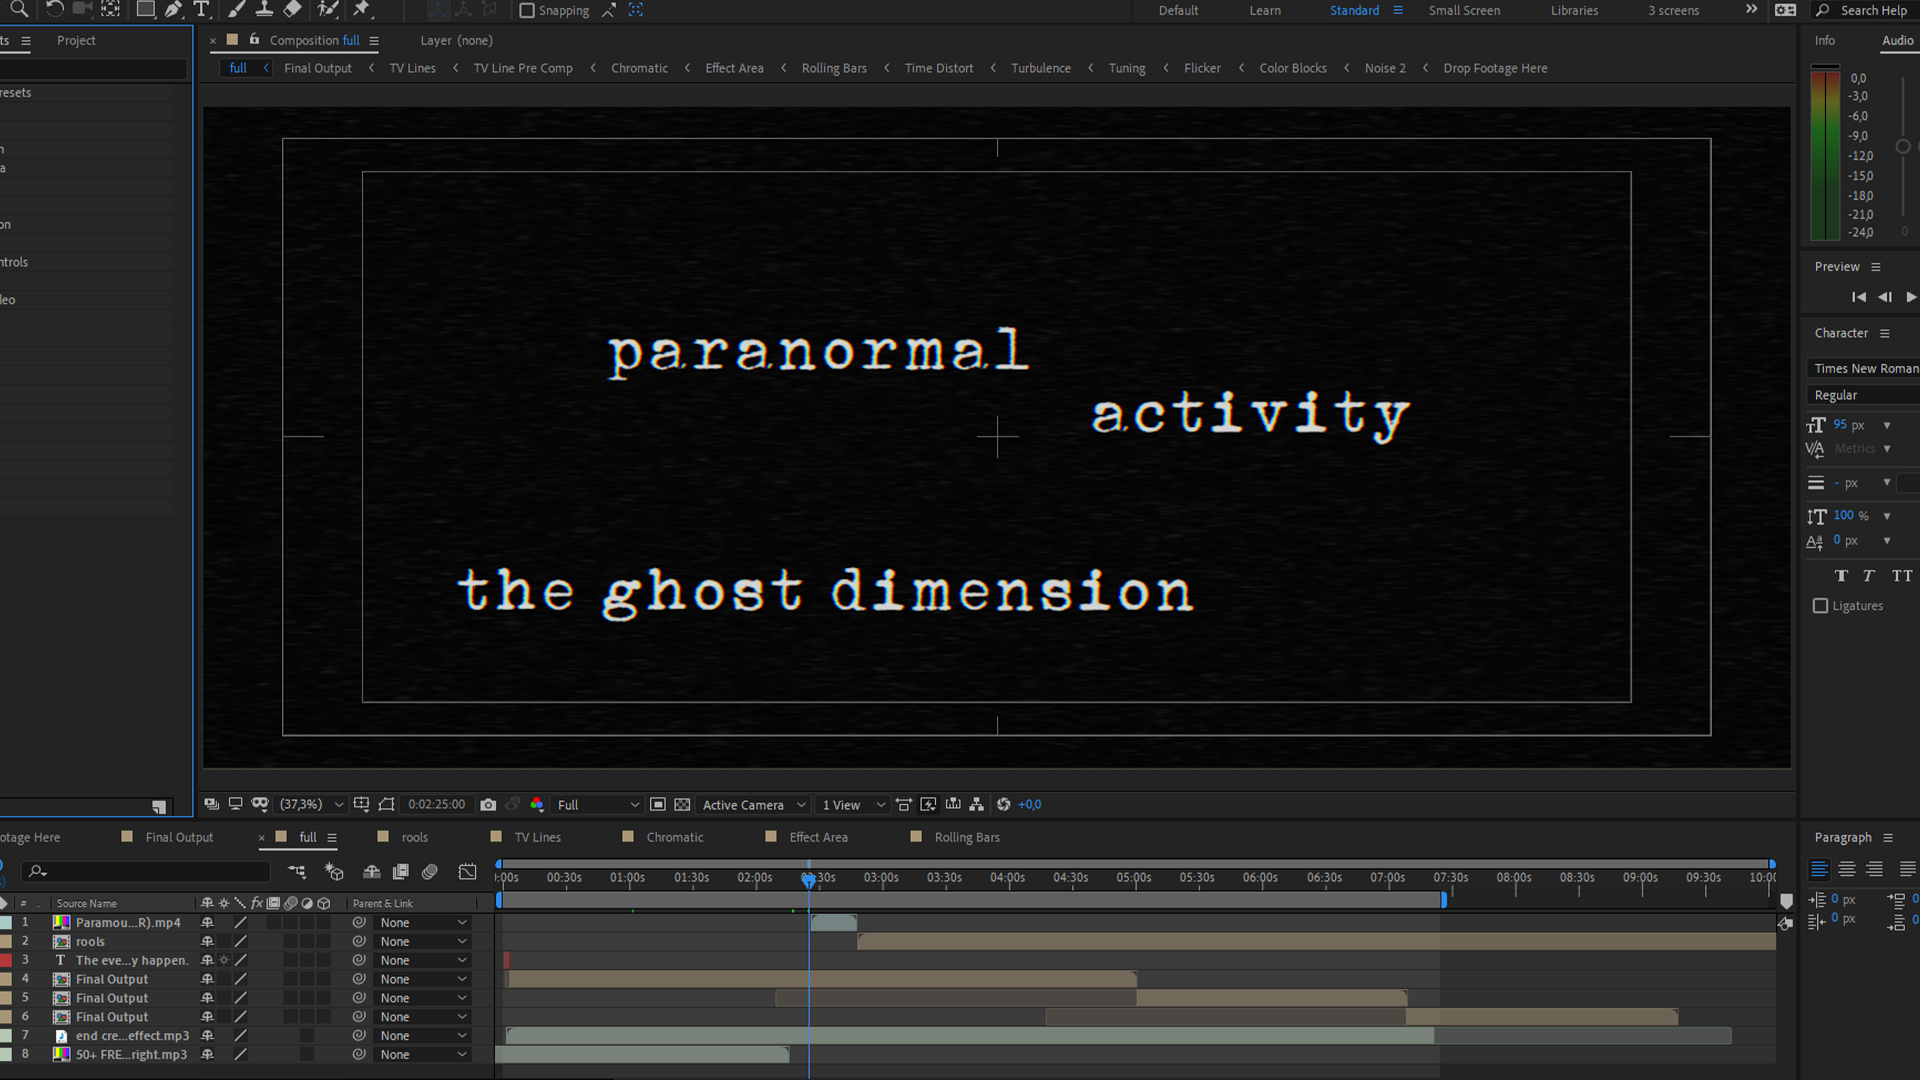 Snapping
Default
Learn
Standard
Small Screen
Libraries
3 screens
Search Help
ts
Project
Composition full
Layer (none)
Info
Audio
full
Final Output
TV Lines
TV Line Pre Comp
Chromatic
Effect Area
Rolling Bars
Time Distort
Turbulence
Tuning
Flicker
Color Blocks
Noise 2
Drop Footage Here
resets
n
a
on
ntrols
leo
0,0
-3,0
-6,0
-9,0
-12,0
-15,0
-18,0
-21,0
-24,0
0
paranormal
activity
the ghost dimension
Preview
Character
Times New Roman
Regular
95 px
Metrics
- px
100 %
0 px
T T TT
Ligatures
(37,3%)
0:02:25:00
Full
Active Camera
1 View
+0,0
otage Here
Final Output
full
rools
TV Lines
Chromatic
Effect Area
Rolling Bars
Paragraph
:00s 00:30s 01:00s 01:30s 02:00s 02:30s 03:00s 03:30s 04:00s 04:30s 05:00s 05:30s 06:00s 06:30s 07:00s 07:30s 08:00s 08:30s 09:00s 09:30s 10:00
# Source Name fx Parent & Link
1 Paramou...R).mp4 None
2 rools None
3 T The eve...y happen. None
4 Final Output None
5 Final Output None
6 Final Output None
7 end cre...effect.mp3 None
8 50+ FRE...right.mp3 None
0 px
0
0 px
0